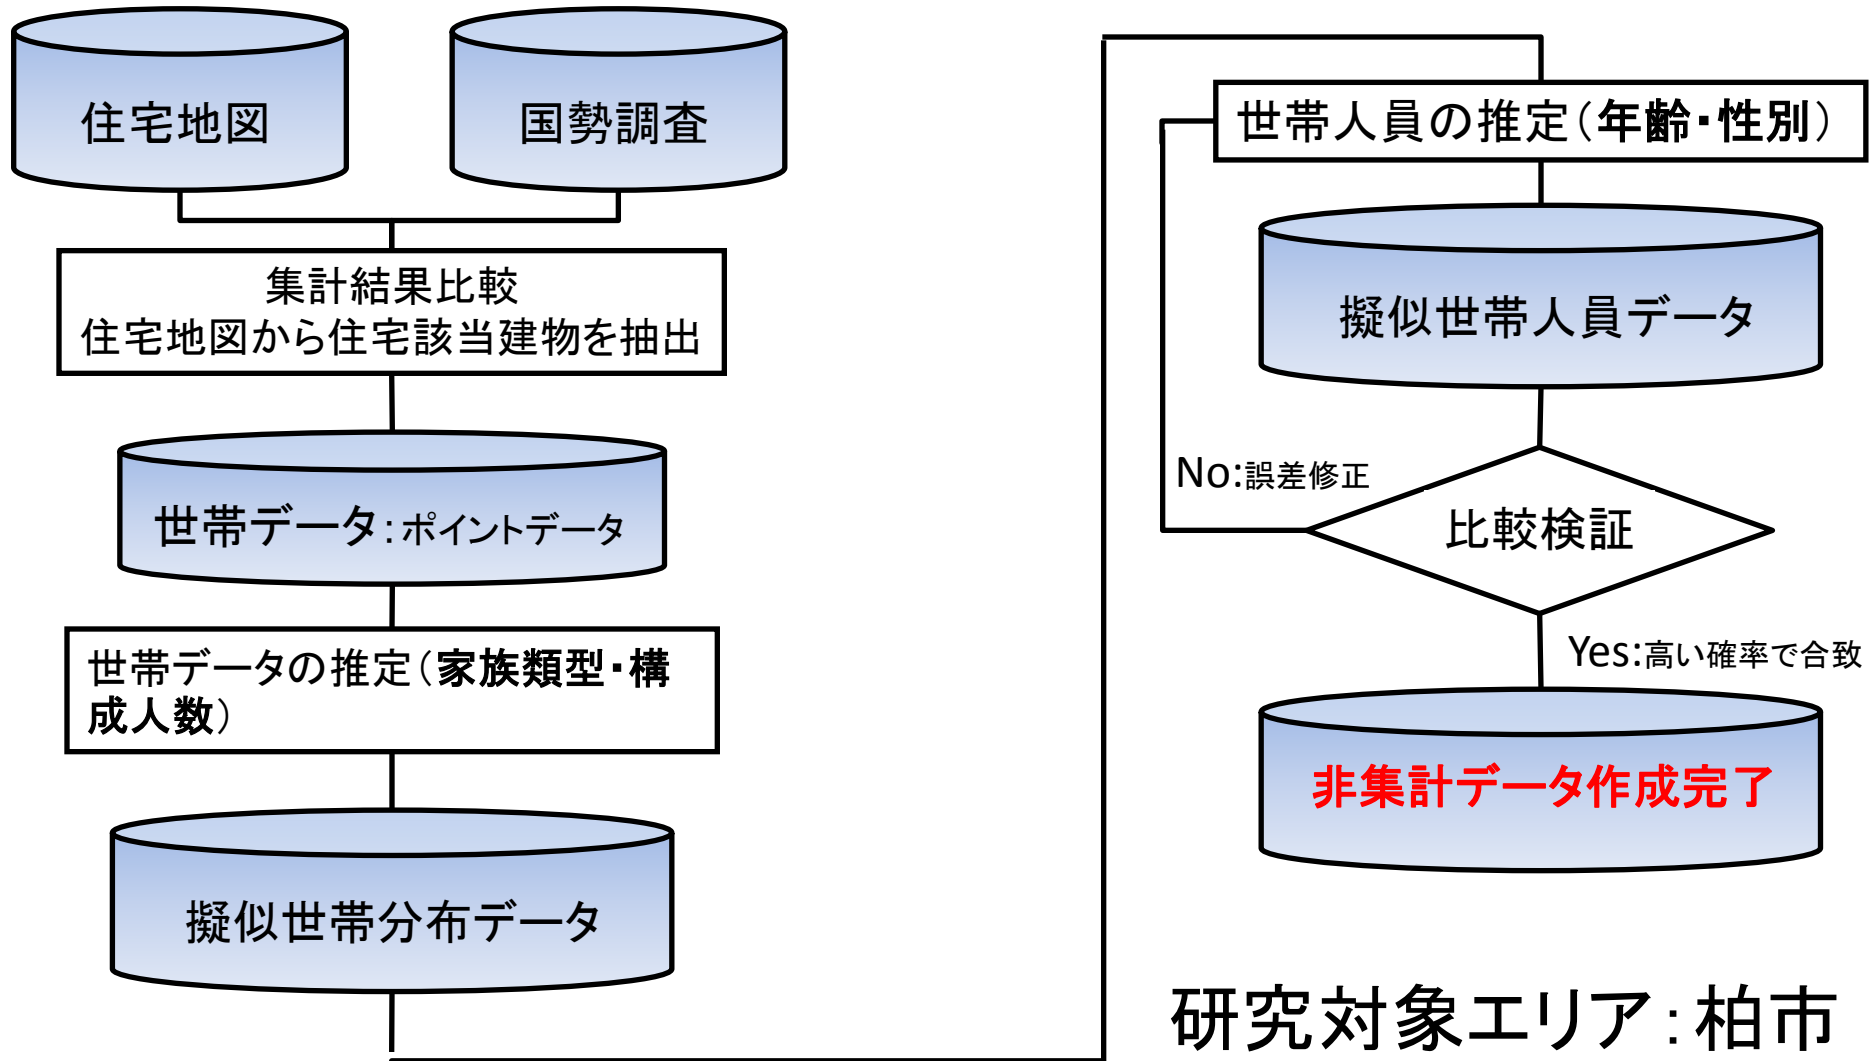 住宅地図
国勢調査
集計結果比較
住宅地図から住宅該当建物を抽出
世帯データ:ポイントデータ
世帯データの推定(家族類型・構
成人数)
擬似世帯分布データ
世帯人員の推定(年齢・性別)
擬似世帯人員データ
No:誤差修正
比較検証
Yes:高い確率で合致
非集計データ作成完了
研究対象エリア:柏市